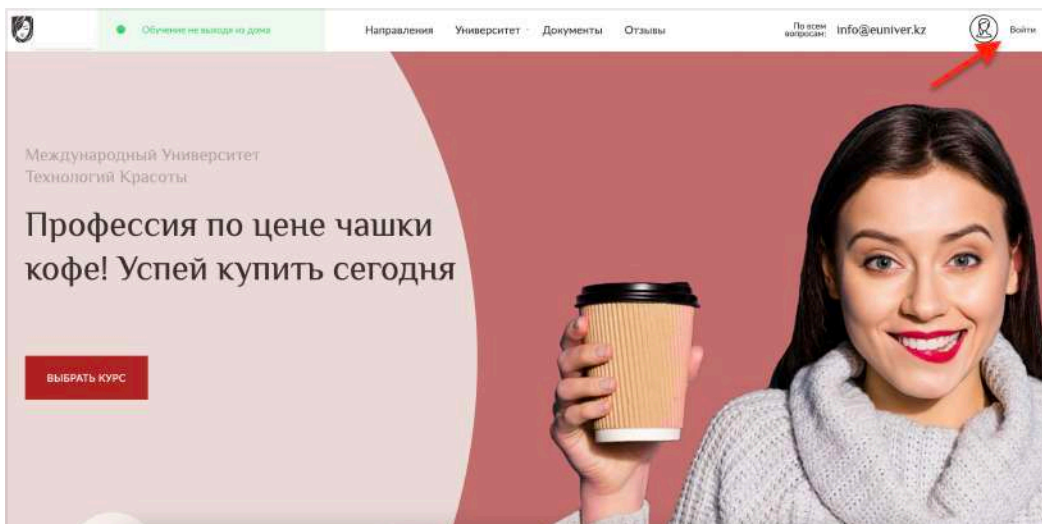 Обучение не выходя из дома
Направления
Университет
Документы
Отзывы
По всем
вопросам:
info@euniver.kz
Войти
Международный Университет
Технологий Красоты
Профессия по цене чашки
кофе! Успей купить сегодня
ВЫБРАТЬ КУРС